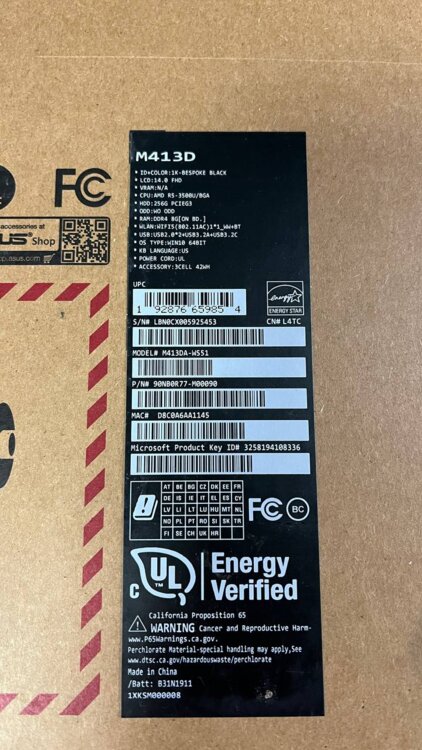 M413D
* ID+COLOR:1K-BESPOKE BLACK
* LCD:14.0 FHD
* VRAM:N/A
* CPU:AMD R5-3500U/BGA
* HDD:256G PCIEG3
* ODD:WO ODD
* RAM:DDR4 8G[ON BD.]
* WLAN:WIFI5(802.11AC)1*1_WW+BT
* USB:USB2.0*2+USB3.2A+USB3.2C
* OS TYPE:WIN10 64BIT
* KB LANGUAGE:US
* POWER CORD:UL
* ACCESSORY:3CELL 42WH
FC
accessories at
US Shop
p.asus.com
UPC
1 92876 65985 4
energy
ENERGY STAR
S/N# LBN0CX005925453 CN# L4TC
MODEL# M413DA-WS51
P/N# 90NB0R77-M00090
MAC# D8C0A6AA1145
Microsoft Product Key ID# 3258194108336
AT BE BG CZ DK EE FR
DE IS IE IT EL ES CY
LV LI LT LU HU MT NL
NO PL PT RO SI SK TR
FI SE CH UK HR
FC BC
C UL TM Energy
Verified
California Proposition 65
WARNING Cancer and Reproductive Harm-
www.P65Warnings.ca.gov.
Perchlorate Material-special handling may apply,See
www.dtsc.ca.gov/hazardouswaste/perchlorate
Made in China
/Batt: B31N1911
1XKSM000008